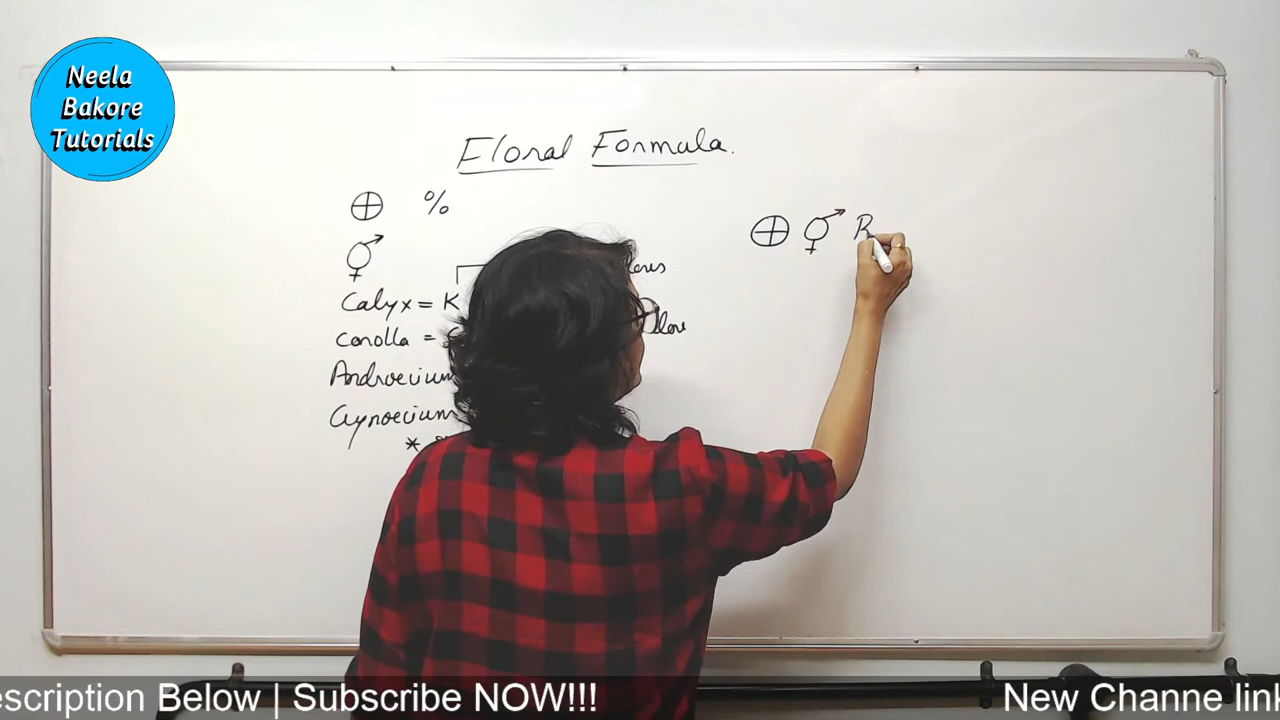 Neela
Bakore
Tutorials
Floral Formula.
⊕ %
⚥
Calyx = K
Corolla =
Androecium
Gynoecium
*
⊕ ⚥
escription Below | Subscribe NOW!!!
New Channe link